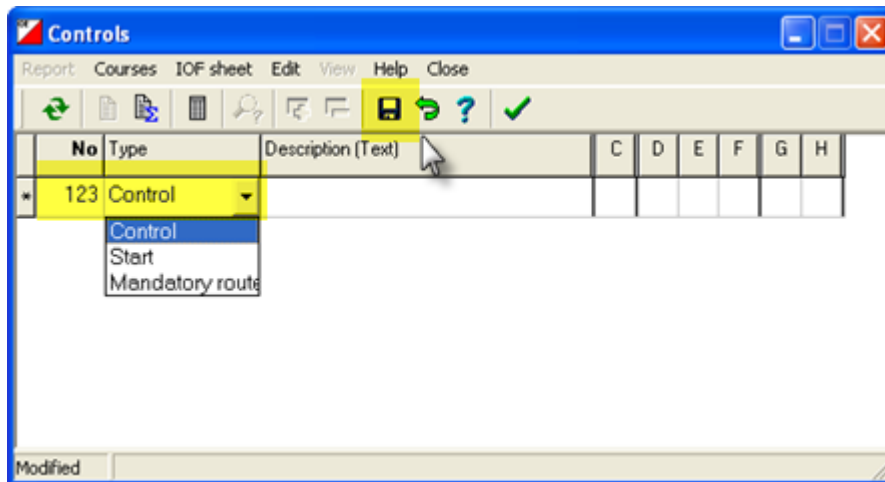 Controls
Report Courses IOF sheet Edit View Help Close
No Type Description (Text) C D E F G H
* 123 Control
Control
Start
Mandatory route
Modified